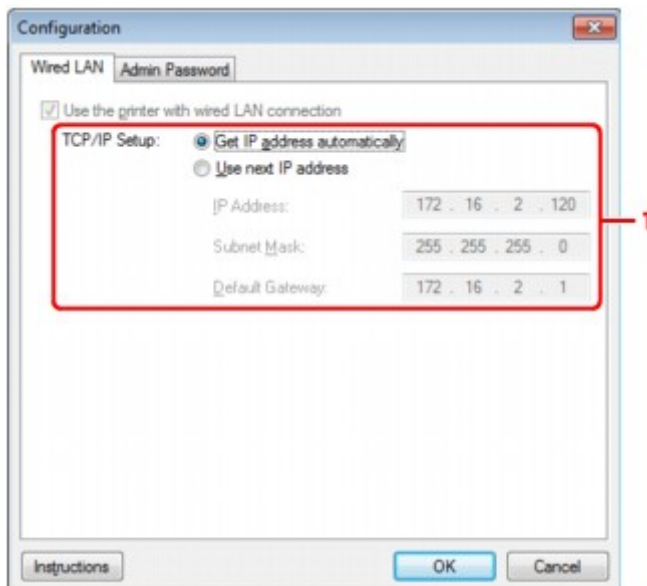 Configuration
Wired LAN Admin Password
Use the printer with wired LAN connection
TCP/IP Setup: Get IP address automatically
Use next IP address
IP Address: 172 . 16 . 2 . 120
1
Subnet Mask: 255 . 255 . 255 . 0
Default Gateway: 172 . 16 . 2 . 1
Instructions OK Cancel